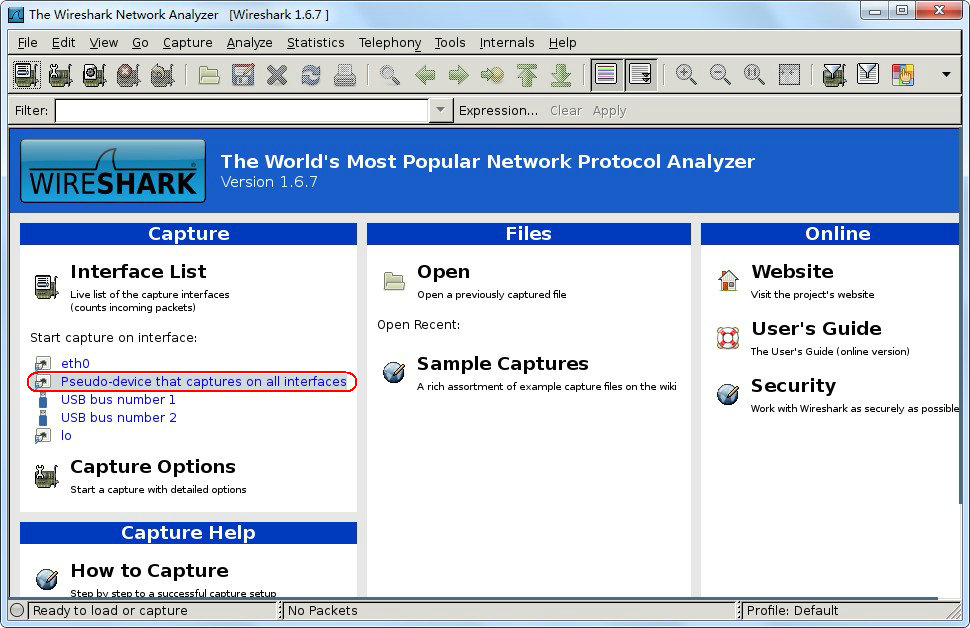 The Wireshark Network Analyzer [Wireshark 1.6.7 ]
File Edit View Go Capture Analyze Statistics Telephony Tools Internals Help
Filter: Expression... Clear Apply
WIRESHARK
The World's Most Popular Network Protocol Analyzer
Version 1.6.7
Capture
Interface List
Live list of the capture interfaces
(counts incoming packets)
Start capture on interface:
eth0
Pseudo-device that captures on all interfaces
USB bus number 1
USB bus number 2
lo
Capture Options
Start a capture with detailed options
Capture Help
How to Capture
Step by step to a successful capture setup
Files
Open
Open a previously captured file
Open Recent:
Sample Captures
A rich assortment of example capture files on the wiki
Online
Website
Visit the project's website
User's Guide
The User's Guide (online version)
Security
Work with Wireshark as securely as possible
Ready to load or capture
No Packets
Profile: Default